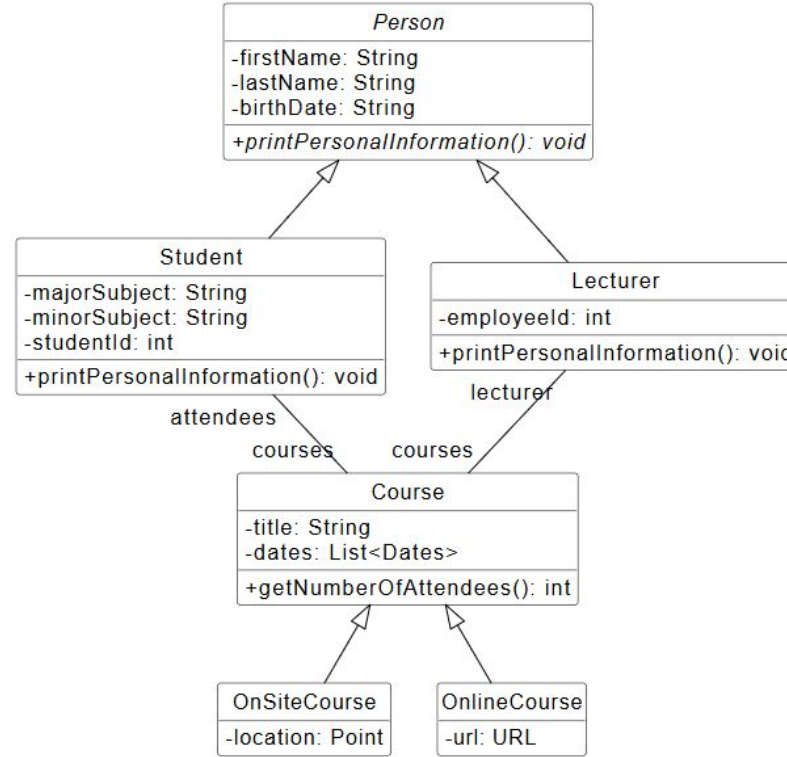 Person
-firstName: String
-lastName: String
-birthDate: String
+printPersonalInformation(): void
Student
-majorSubject: String
-minorSubject: String
-studentId: int
+printPersonalInformation(): void
Lecturer
-employeeId: int
+printPersonalInformation(): void
attendees
lecturer
courses
courses
Course
-title: String
-dates: List<Dates>
+getNumberOfAttendees(): int
OnSiteCourse
-location: Point
OnlineCourse
-url: URL